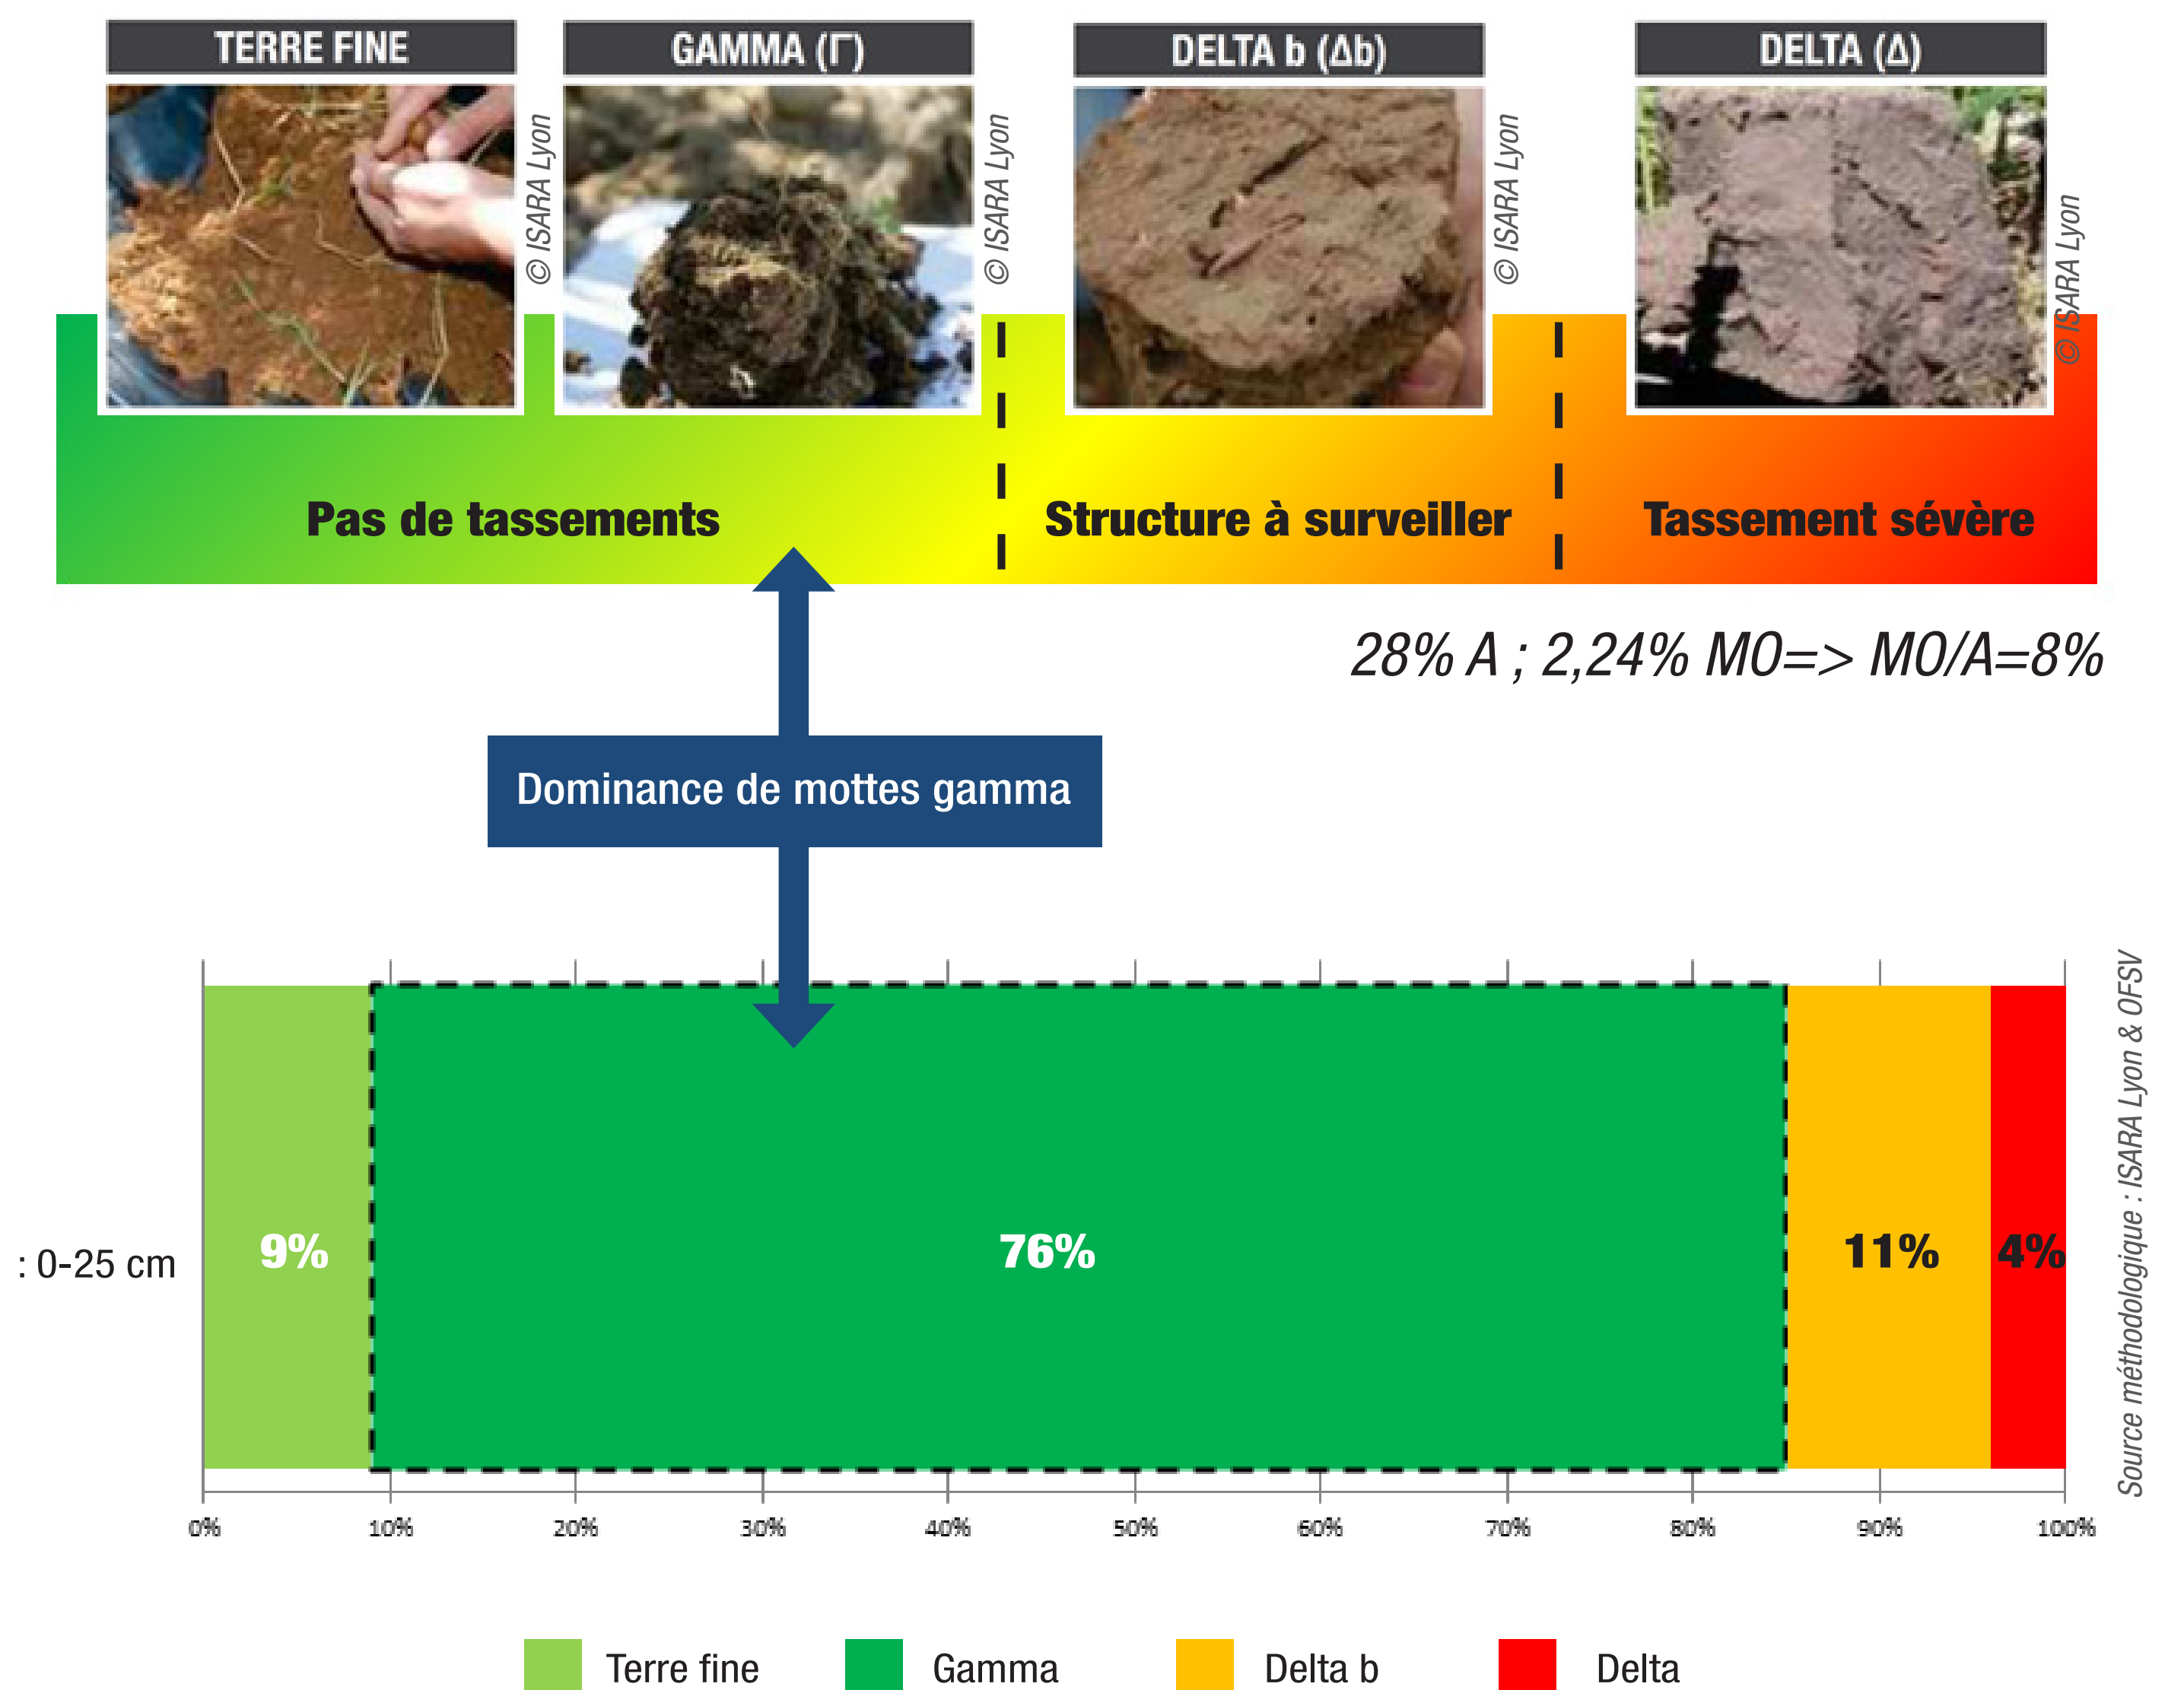 TERRE FINE
GAMMA (Γ)
DELTA b (Δb)
DELTA (Δ)
© ISARA Lyon
© ISARA Lyon
© ISARA Lyon
© ISARA Lyon
Pas de tassements
Structure à surveiller
Tassement sévère
28% A ; 2,24% MO=> MO/A=8%
Dominance de mottes gamma
: 0-25 cm
9%
76%
11%
4%
Source méthodologique : ISARA Lyon & OFSV
0%
10%
20%
30%
40%
50%
60%
70%
80%
90%
100%
Terre fine
Gamma
Delta b
Delta